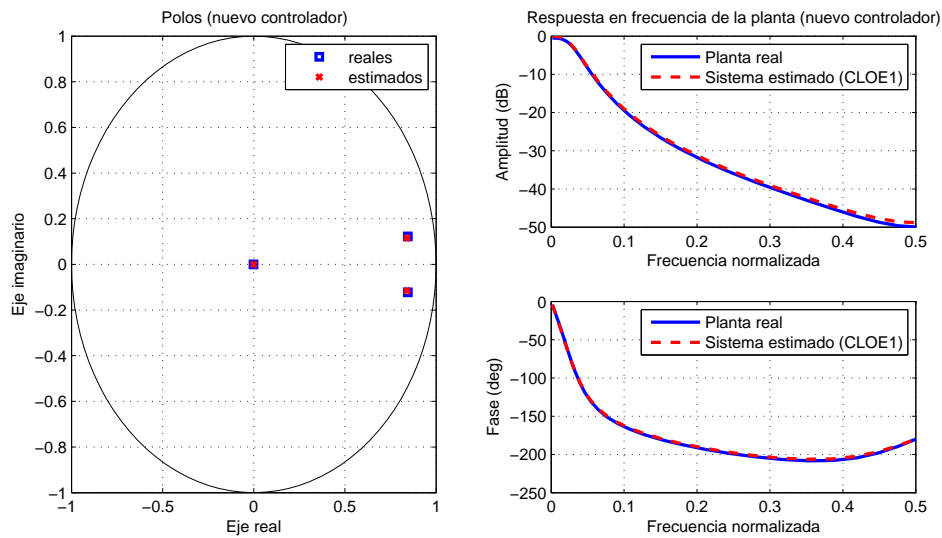 Polos (nuevo controlador)
1
0.8
0.6
0.4
0.2
0
−0.2
−0.4
−0.6
−0.8
−1
−1
−0.5
0
0.5
1
Eje imaginario
Eje real
reales
estimados
Respuesta en frecuencia de la planta (nuevo controlador)
0
−10
−20
−30
−40
−50
0
0.1
0.2
0.3
0.4
0.5
Amplitud (dB)
Frecuencia normalizada
Planta real
Sistema estimado (CLOE1)
0
−50
−100
−150
−200
−250
0
0.1
0.2
0.3
0.4
0.5
Fase (deg)
Frecuencia normalizada
Planta real
Sistema estimado (CLOE1)